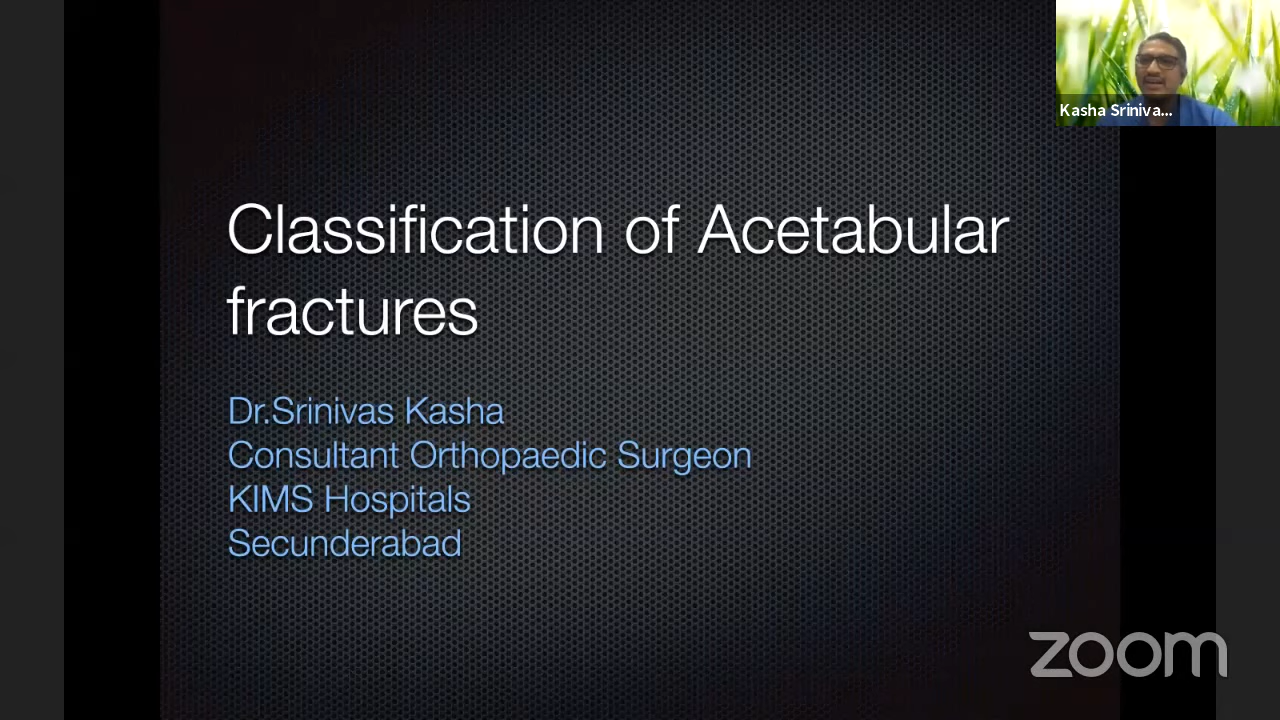 Kasha Sriniva...
Classification of Acetabular
fractures
Dr.Srinivas Kasha
Consultant Orthopaedic Surgeon
KIMS Hospitals
Secunderabad
zoom